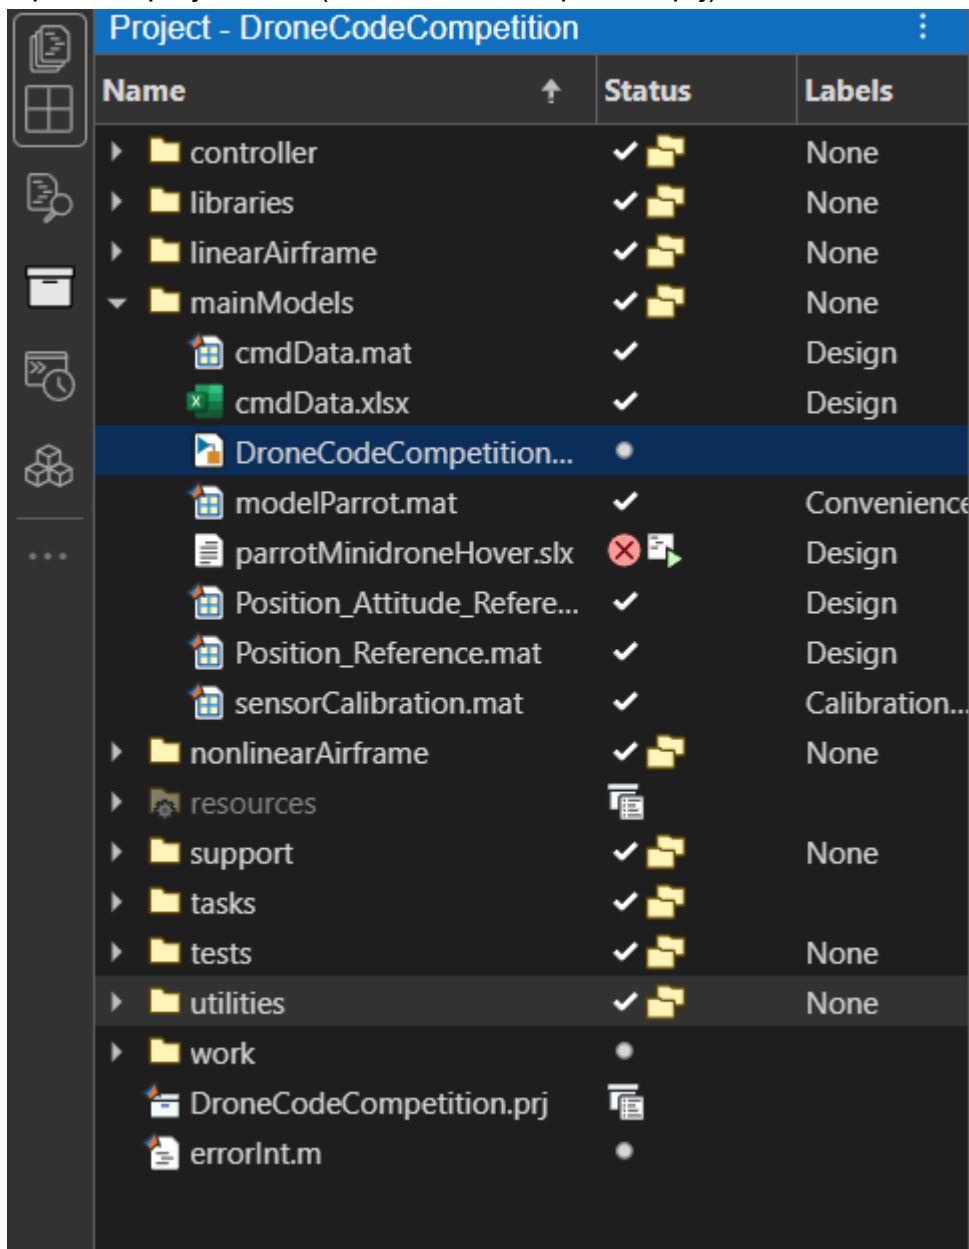 Project - DroneCodeCompetition
Name Status Labels
controller None
libraries None
linearAirframe None
mainModels None
cmdData.mat Design
cmdData.xlsx Design
DroneCodeCompetition...
modelParrot.mat Convenience
parrotMinidroneHover.slx Design
Position_Attitude_Refere... Design
Position_Reference.mat Design
sensorCalibration.mat Calibration...
nonlinearAirframe None
resources
support None
tasks
tests None
utilities None
work
DroneCodeCompetition.prj
errorInt.m